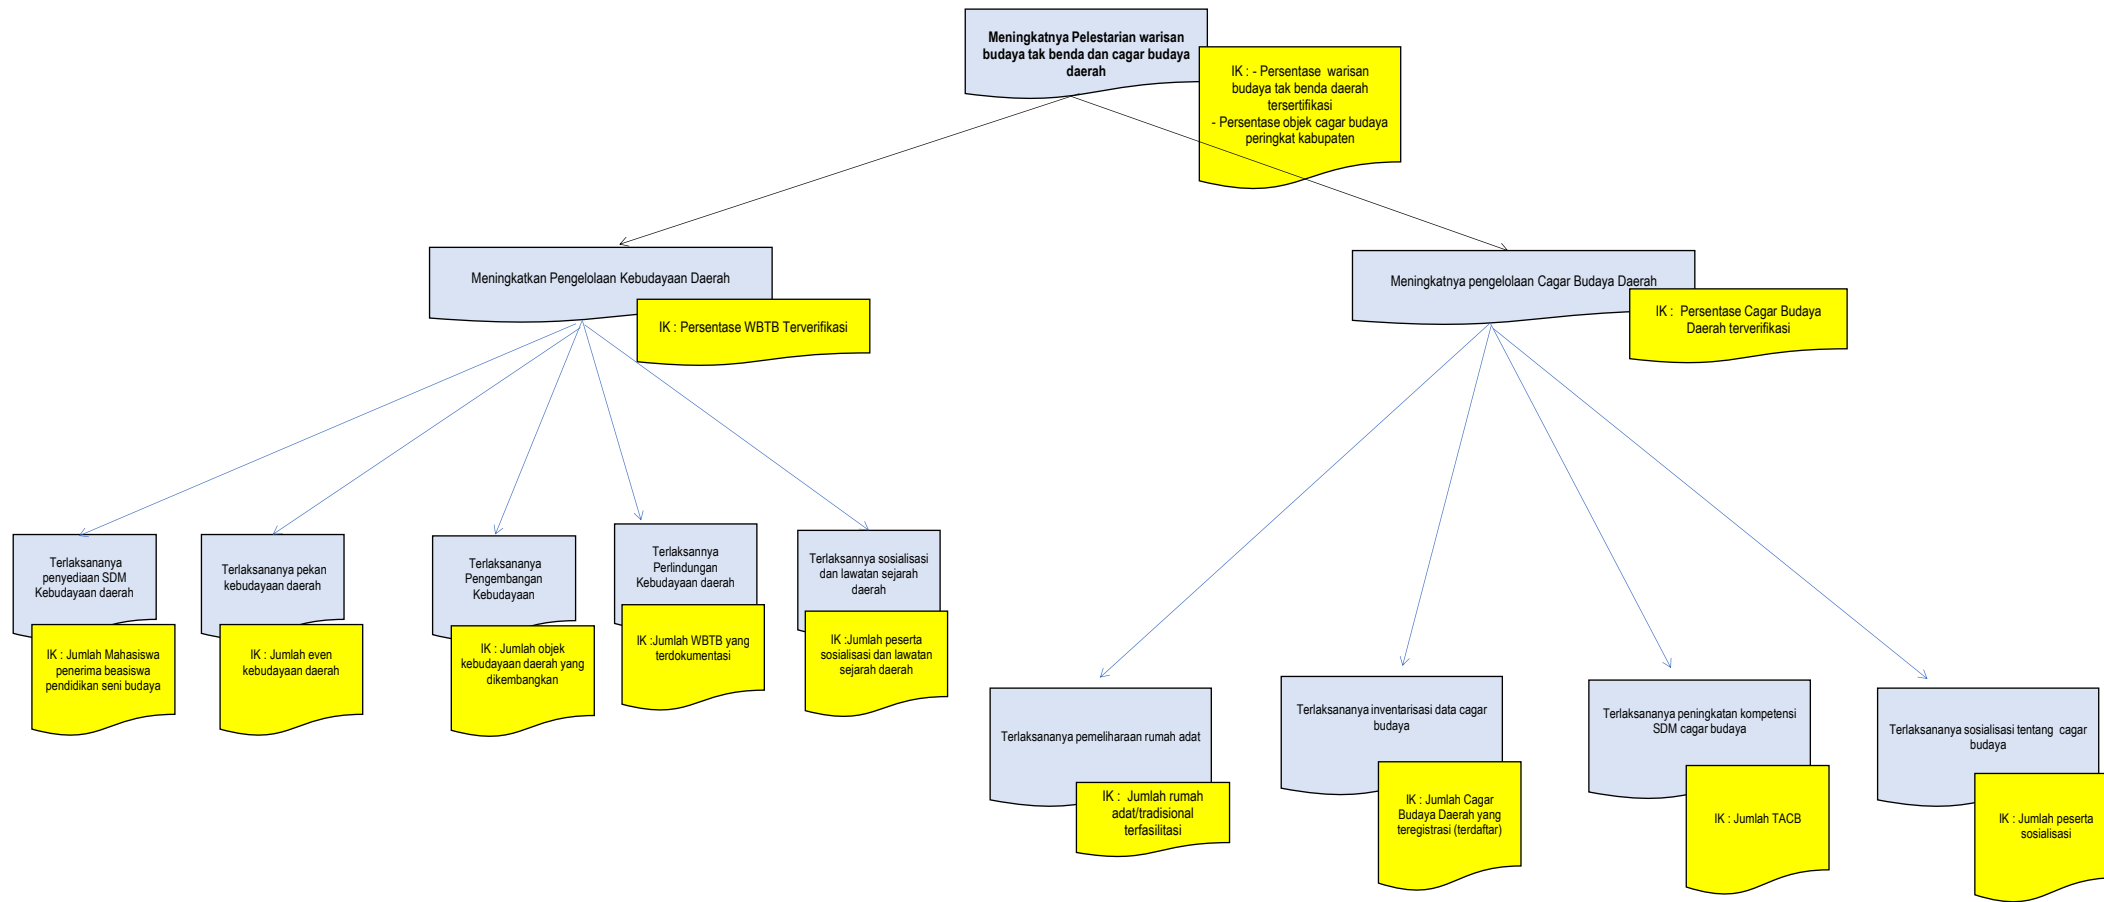 Meningkatnya Pelestarian warisan
budaya tak benda dan cagar budaya
daerah
IK : - Persentase warisan
budaya tak benda daerah
tersertifikasi
- Persentase objek cagar budaya
peringkat kabupaten
Meningkatkan Pengelolaan Kebudayaan Daerah
IK : Persentase WBTB Terverifikasi
Meningkatnya pengelolaan Cagar Budaya Daerah
IK : Persentase Cagar Budaya
Daerah terverifikasi
Terlaksananya
penyediaan SDM
Kebudayaan daerah
IK : Jumlah Mahasiswa
penerima beasiswa
pendidikan seni budaya
Terlaksananya pekan
kebudayaan daerah
IK : Jumlah even
kebudayaan daerah
Terlaksananya
Pengembangan
Kebudayaan
IK : Jumlah objek
kebudayaan daerah yang
dikembangkan
Terlaksannya
Perlindungan
Kebudayaan daerah
IK :Jumlah WBTB yang
terdokumentasi
Terlaksannya sosialisasi
dan lawatan sejarah
daerah
IK :Jumlah peserta
sosialisasi dan lawatan
sejarah daerah
Terlaksananya pemeliharaan rumah adat
IK : Jumlah rumah
adat/tradisional
terfasilitasi
Terlaksananya inventarisasi data cagar
budaya
IK : Jumlah Cagar
Budaya Daerah yang
teregistrasi (terdaftar)
Terlaksananya peningkatan kompetensi
SDM cagar budaya
IK : Jumlah TACB
Terlaksananya sosialisasi tentang cagar
budaya
IK : Jumlah peserta
sosialisasi